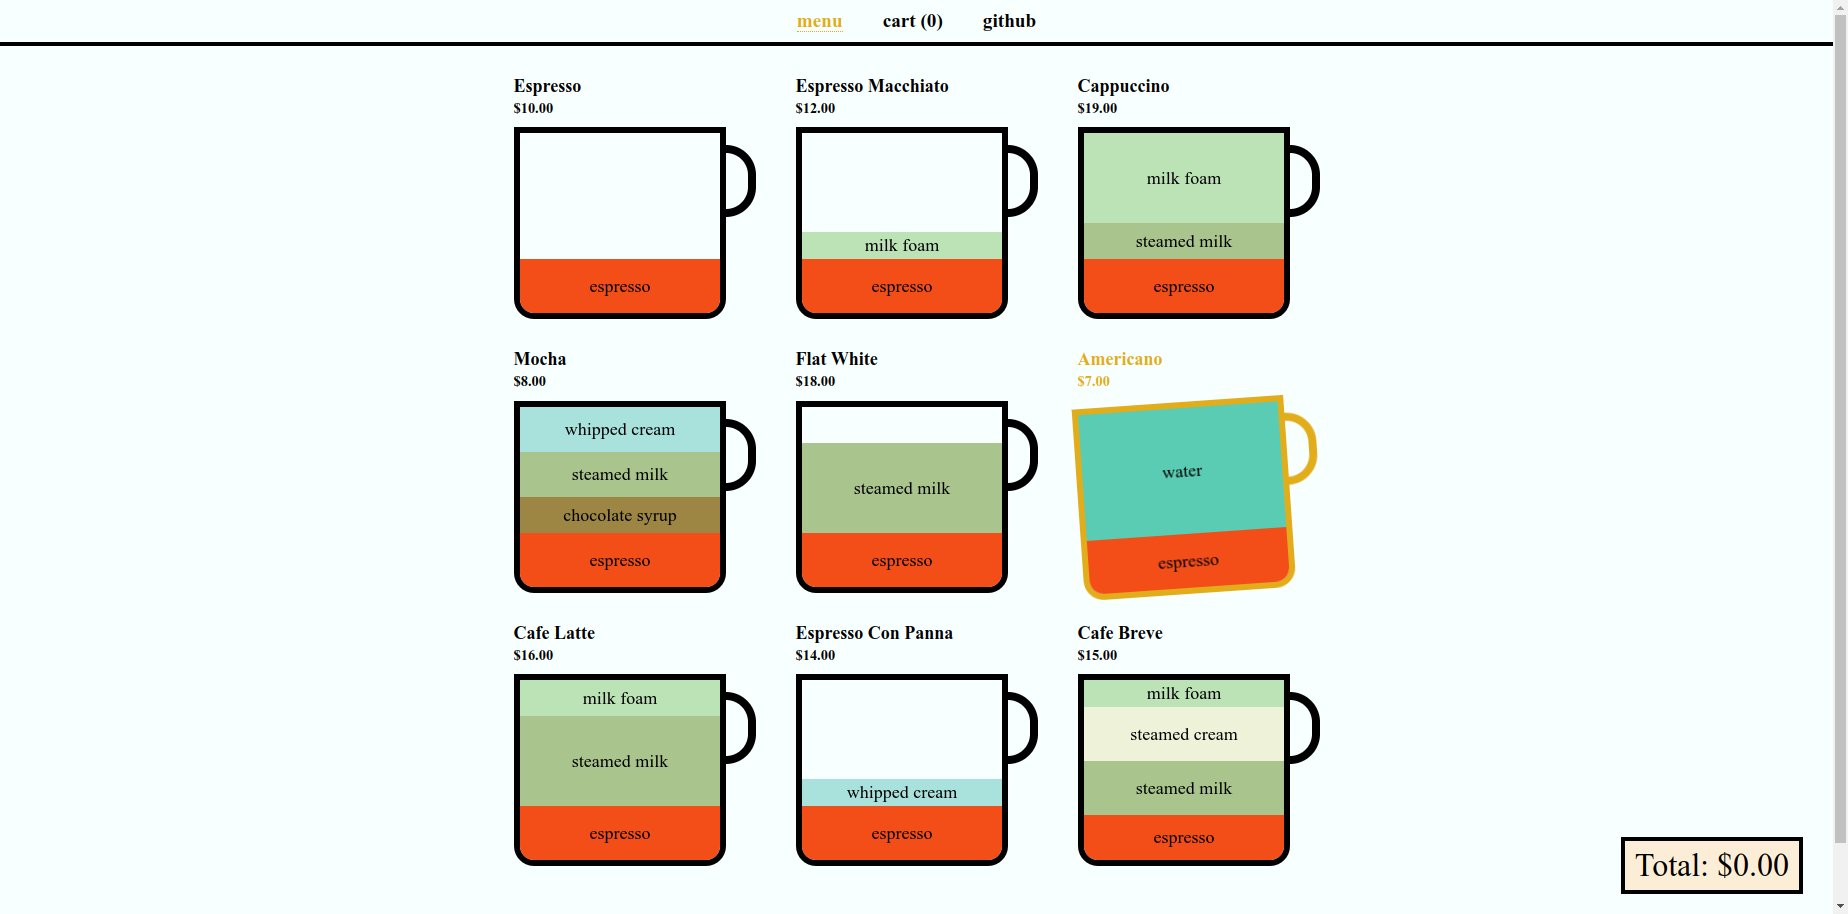 menu cart (0) github
Espresso
$10.00
espresso
Espresso Macchiato
$12.00
milk foam
espresso
Cappuccino
$19.00
milk foam
steamed milk
espresso
Mocha
$8.00
whipped cream
steamed milk
chocolate syrup
espresso
Flat White
$18.00
steamed milk
espresso
Americano
$7.00
water
espresso
Cafe Latte
$16.00
milk foam
steamed milk
espresso
Espresso Con Panna
$14.00
whipped cream
espresso
Cafe Breve
$15.00
milk foam
steamed cream
steamed milk
espresso
Total: $0.00